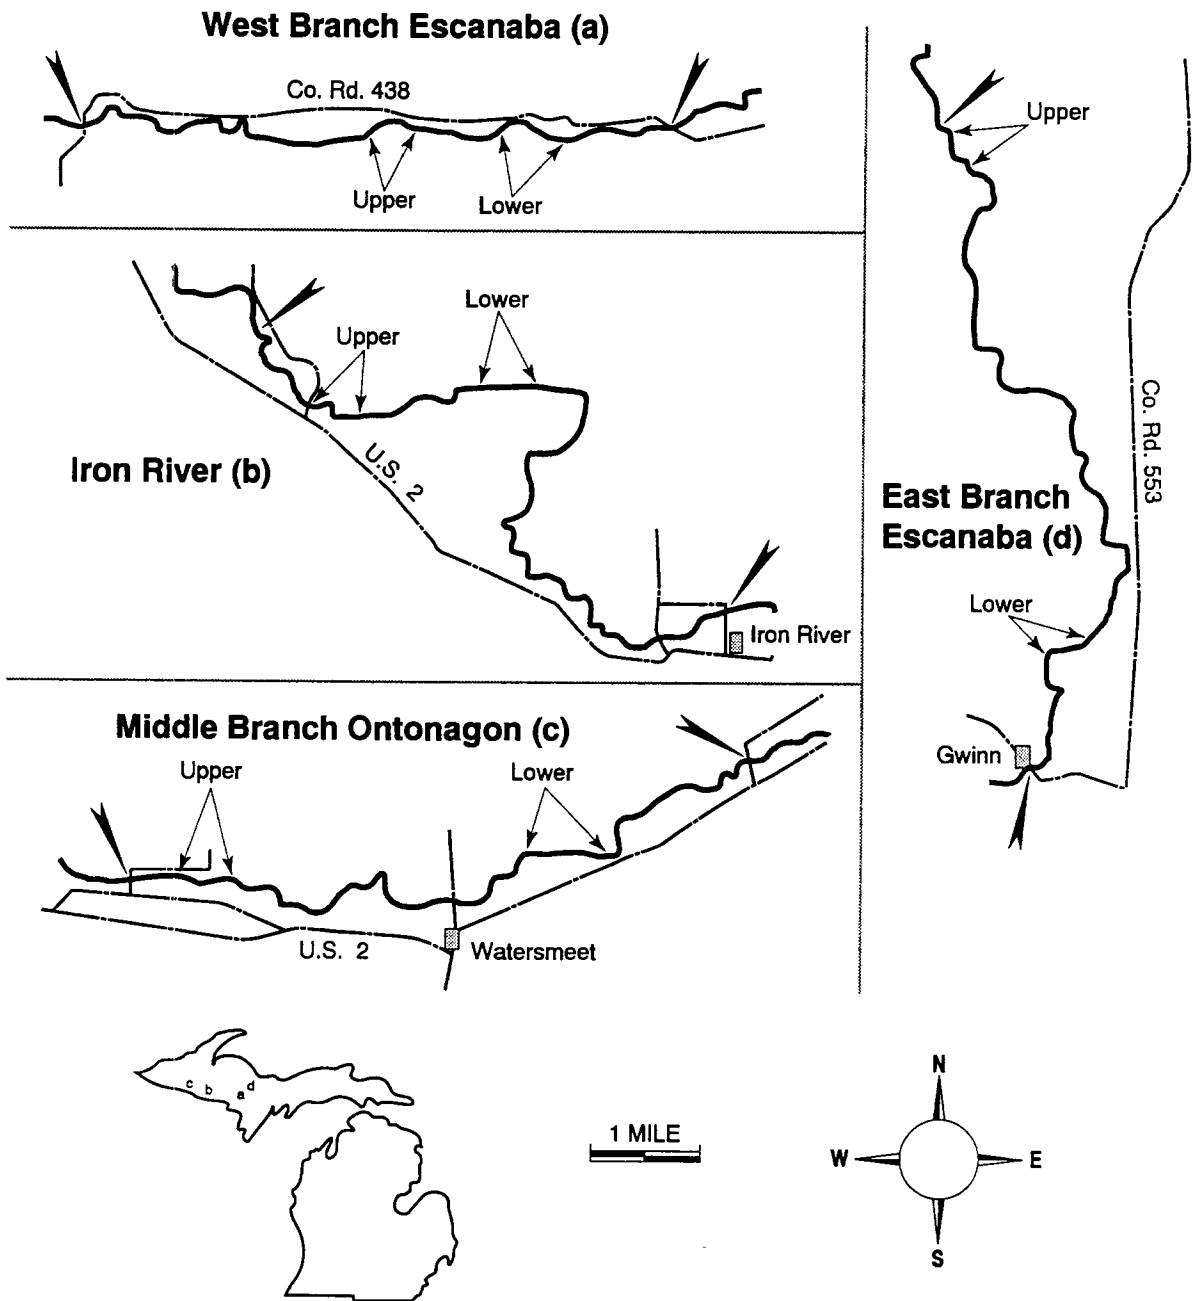 West Branch Escanaba (a)
Co. Rd. 438
Upper
Lower
Upper
Lower
Upper
Iron River (b)
U.S. 2
Iron River
Co. Rd. 553
East Branch
Escanaba (d)
Lower
Gwinn
Middle Branch Ontonagon (c)
Upper
Lower
U.S. 2
Watersmeet
c
b
a
d
1 MILE
N
W
E
S